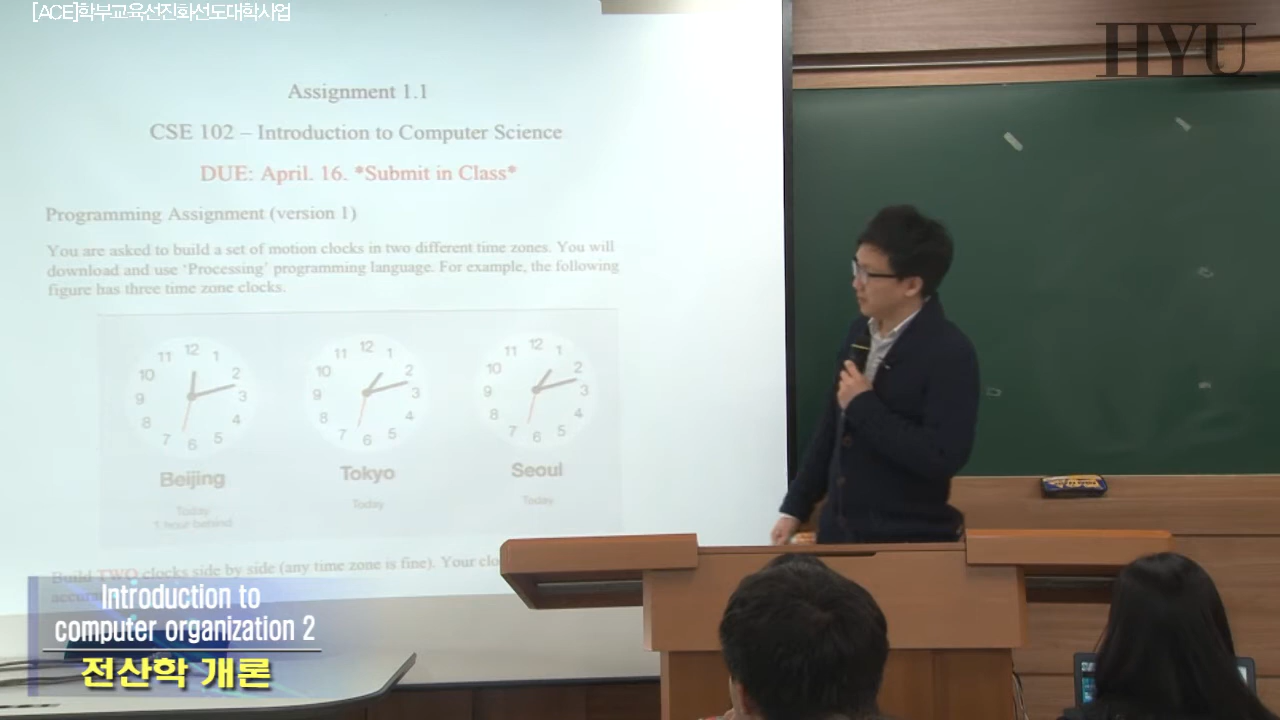 [ACE]학부교육선진화선도대학사업
HYU
Assignment 1.1
CSE 102 – Introduction to Computer Science
DUE: April. 16. *Submit in Class*
Programming Assignment (version 1)
You are asked to build a set of motion clocks in two different time zones. You will
download and use 'Processing' programming language. For example, the following
figure has three time zone clocks.
12 1 2 3 4 5 6 7 8 9 10 11
12 1 2 3 4 5 6 7 8 9 10 11
12 1 2 3 4 5 6 7 8 9 10 11
Beijing
Today
1 hour behind
Tokyo
Today
Seoul
Today
Build TWO clocks side by side (any time zone is fine). Your
Introduction to
computer organization 2
전산학 개론